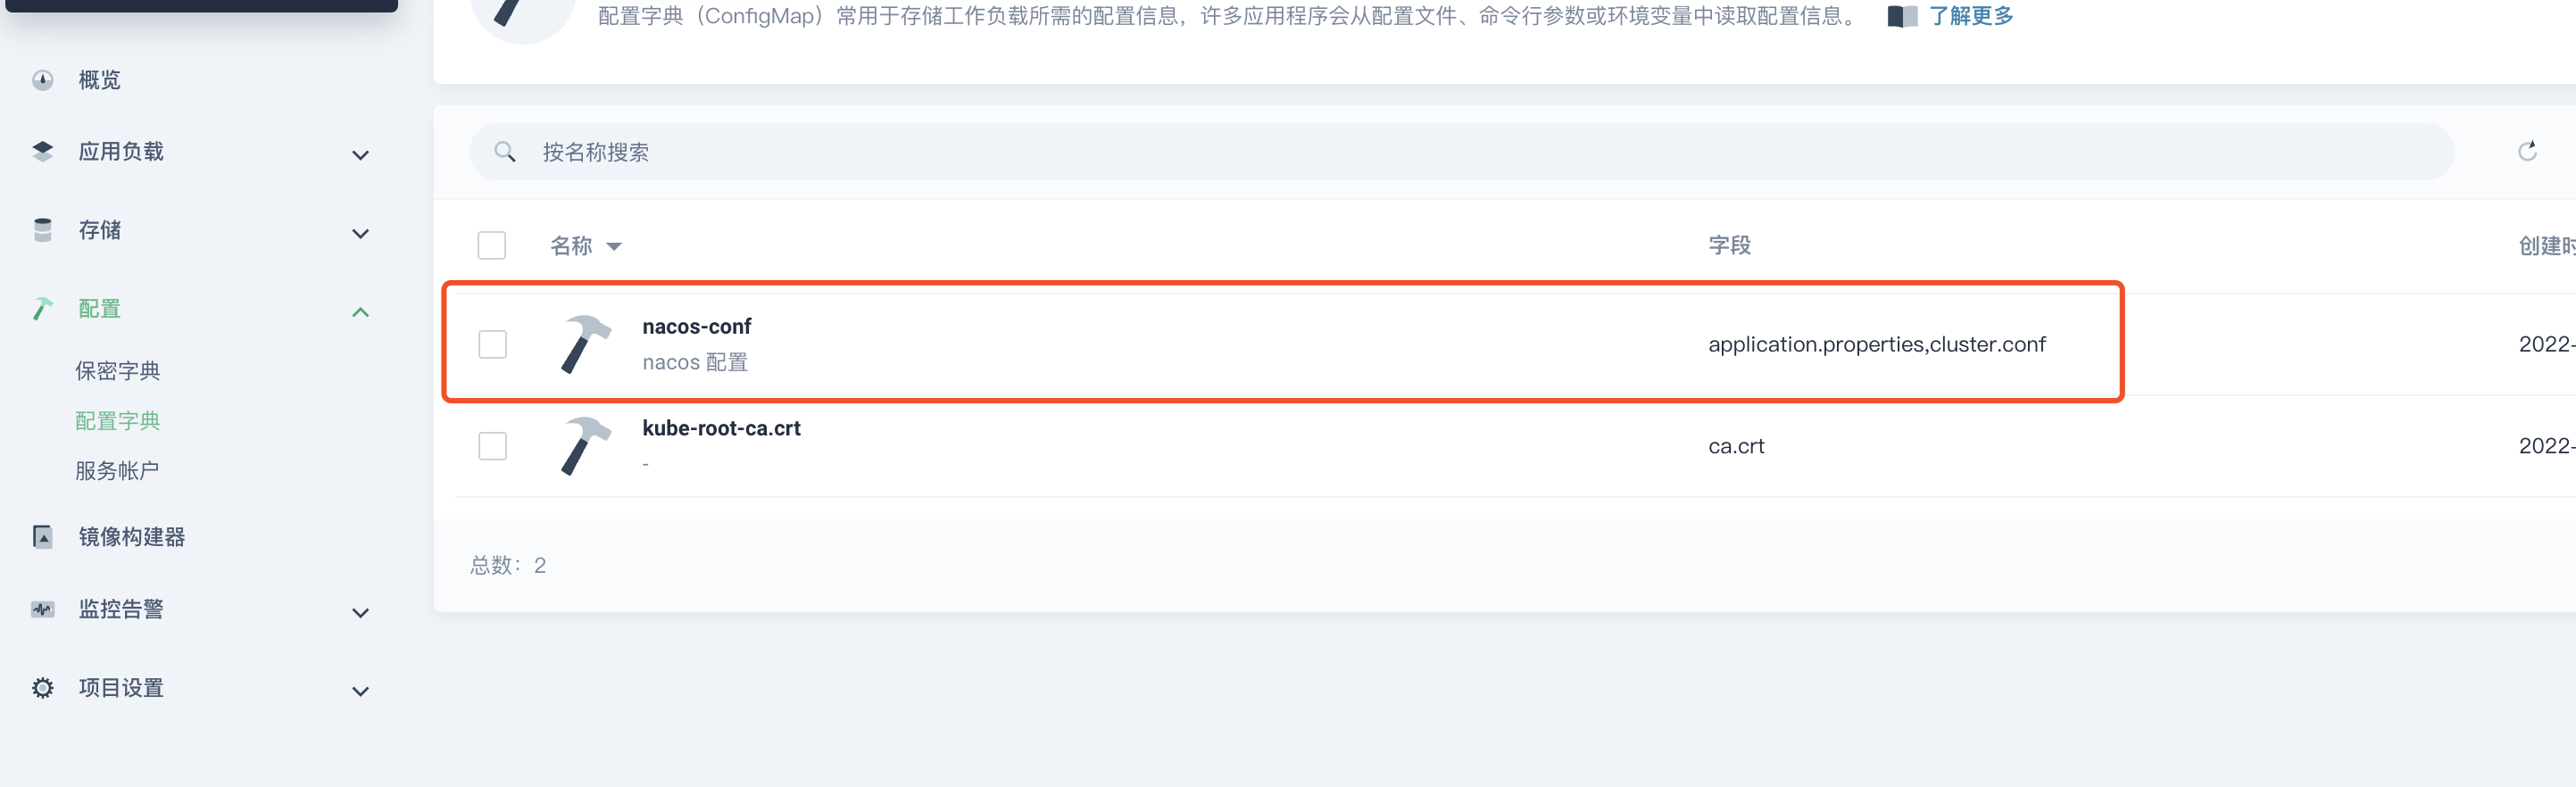 配置字典（ConfigMap）常用于存储工作负载所需的配置信息，许多应用程序会从配置文件、命令行参数或环境变量中读取配置信息。 了解更多
概览
应用负载
存储
配置
保密字典
配置字典
服务帐户
镜像构建器
监控告警
项目设置
按名称搜索
名称 字段 创建时
nacos-conf
nacos 配置
application.properties,cluster.conf
2022-
kube-root-ca.crt
-
ca.crt
2022-
总数：2